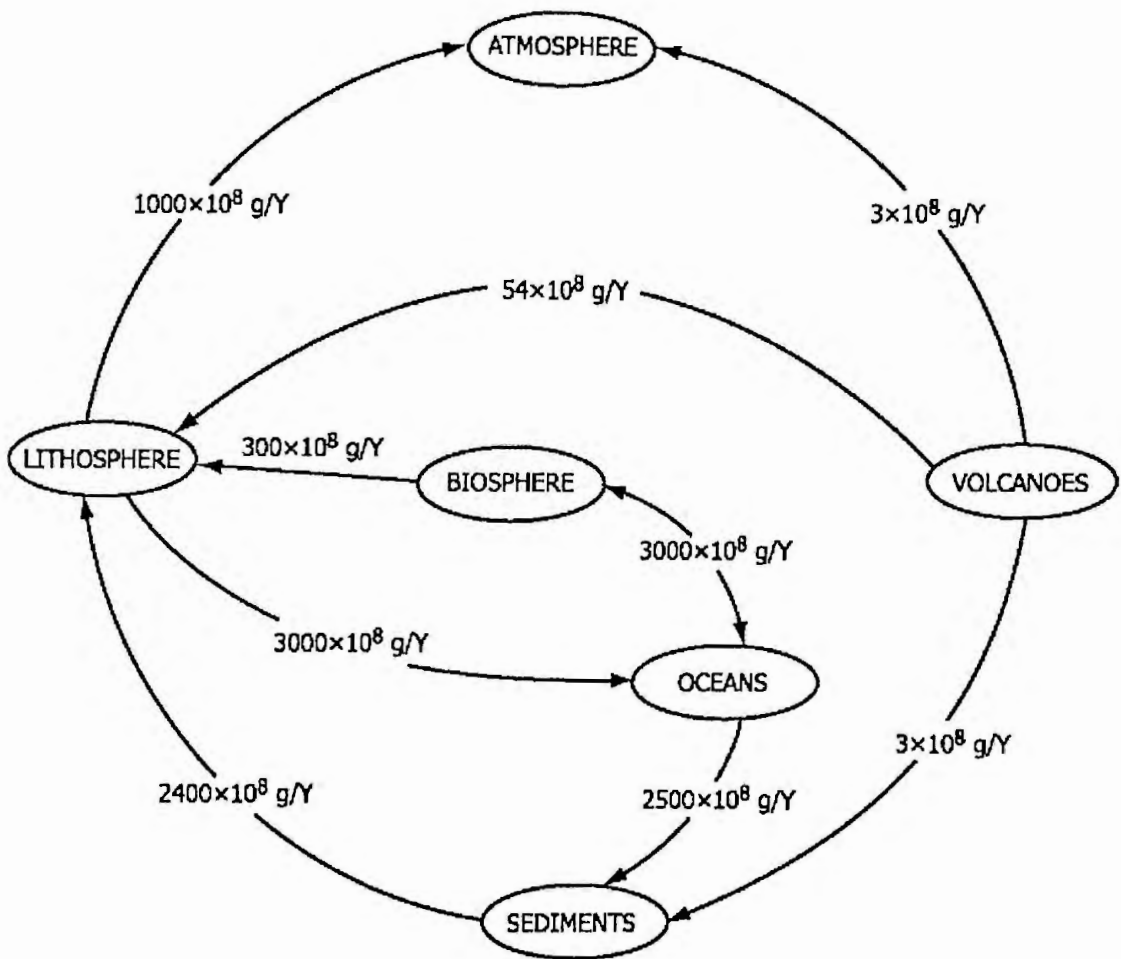 ATMOSPHERE
1000×10⁸ g/Y
3×10⁸ g/Y
54×10⁸ g/Y
LITHOSPHERE
300×10⁸ g/Y
BIOSPHERE
VOLCANOES
3000×10⁸ g/Y
3000×10⁸ g/Y
OCEANS
3×10⁸ g/Y
2400×10⁸ g/Y
2500×10⁸ g/Y
SEDIMENTS